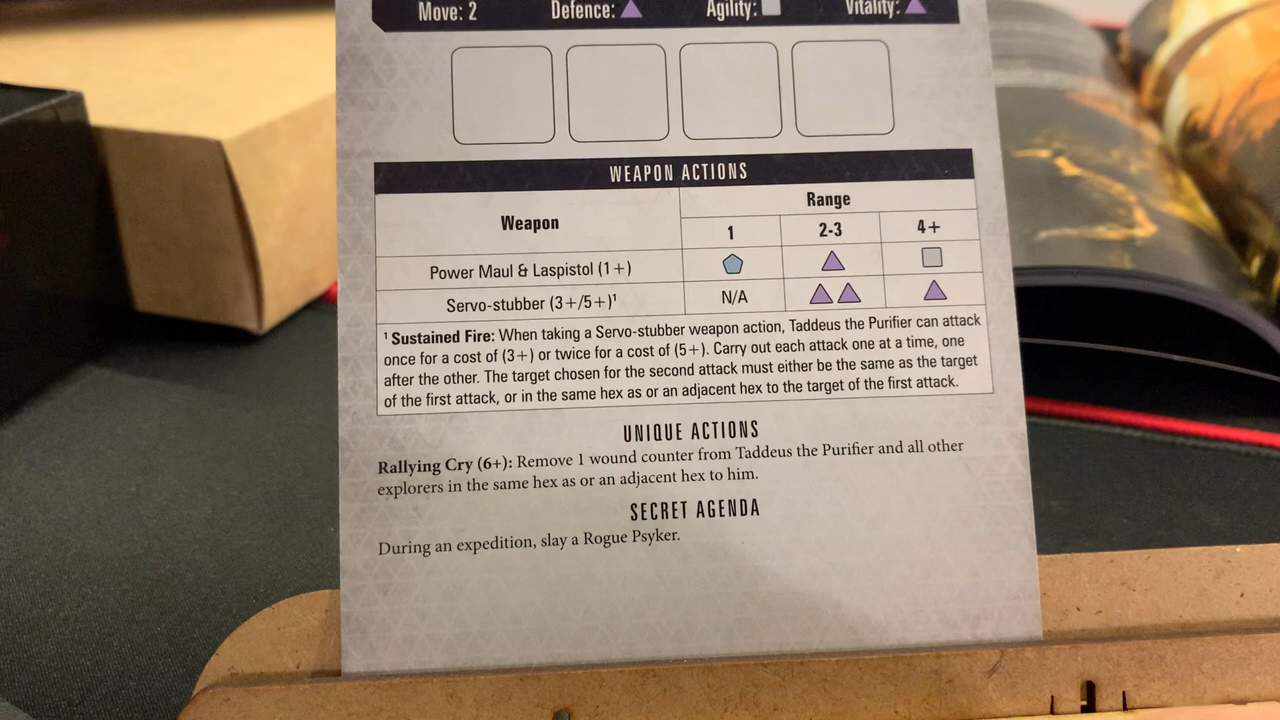 Move: 2 Defence: Agility: Vitality:
WEAPON ACTIONS
Weapon Range
1 2-3 4+
Power Maul & Laspistol (1+)
Servo-stubber (3+/5+)¹ N/A
¹ Sustained Fire: When taking a Servo-stubber weapon action, Taddeus the Purifier can attack
once for a cost of (3+) or twice for a cost of (5+). Carry out each attack one at a time, one
after the other. The target chosen for the second attack must either be the same as the target
of the first attack, or in the same hex as or an adjacent hex to the target of the first attack.
UNIQUE ACTIONS
Rallying Cry (6+): Remove 1 wound counter from Taddeus the Purifier and all other
explorers in the same hex as or an adjacent hex to him.
SECRET AGENDA
During an expedition, slay a Rogue Psyker.